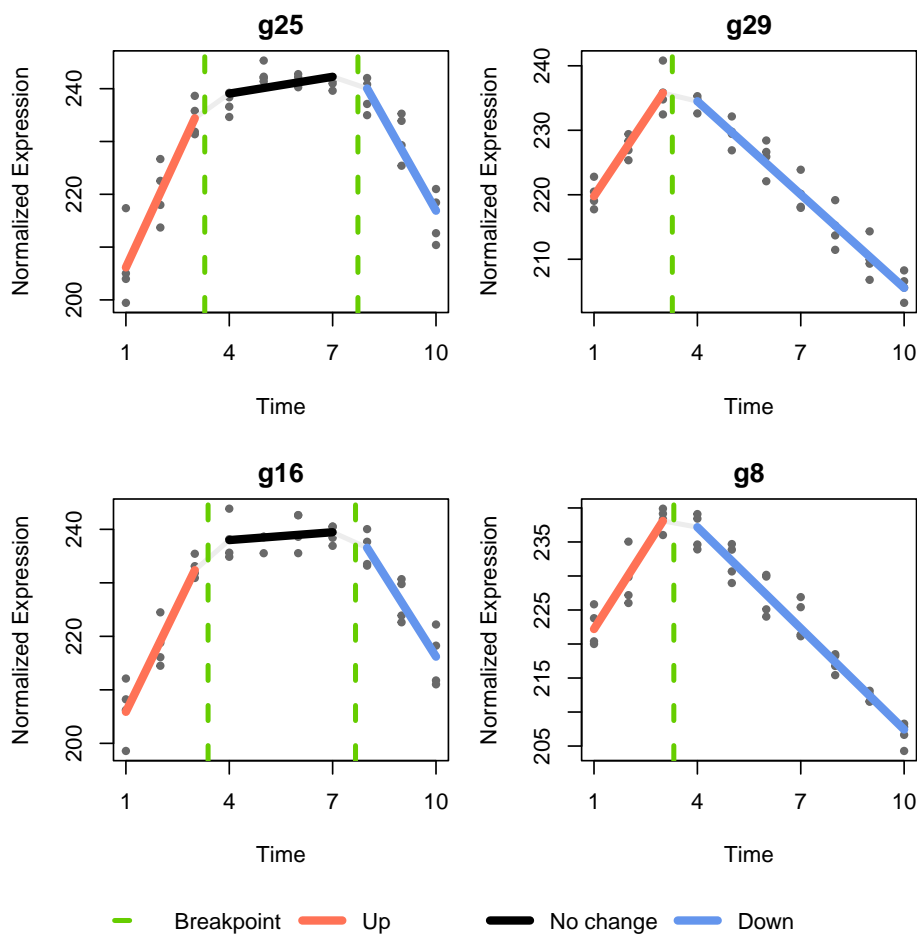 g25
Normalized Expression
240
220
200
1 4 7 10
Time
g29
Normalized Expression
240
230
220
210
1 4 7 10
Time
g16
Normalized Expression
240
220
200
1 4 7 10
Time
g8
Normalized Expression
235
225
215
205
1 4 7 10
Time
Breakpoint Up No change Down